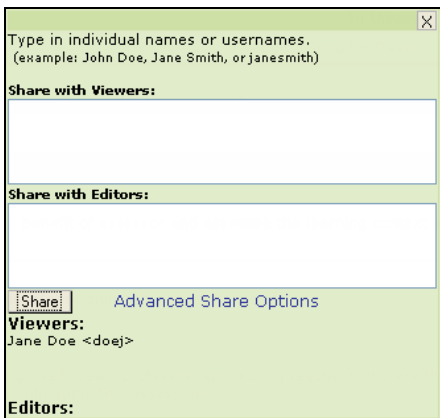 X
Type in individual names or usernames.
(example: John Doe, Jane Smith, or janesmith)
Share with Viewers:
Share with Editors:
Share Advanced Share Options
Viewers:
Jane Doe <doej>
Editors: